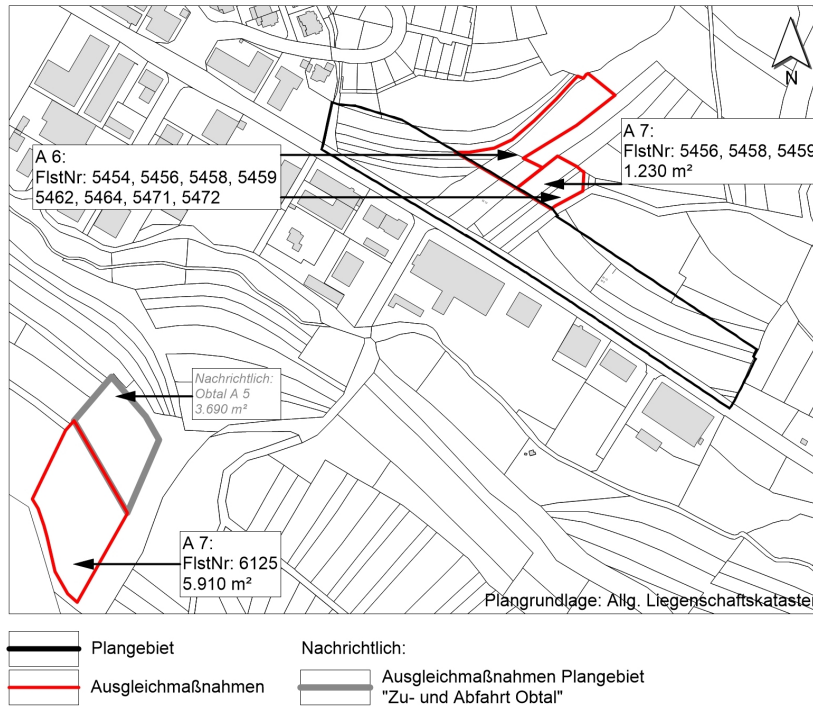 N
A 7:
FlstNr: 5456, 5458, 5459
1.230 m²
A 6:
FlstNr: 5454, 5456, 5458, 5459
5462, 5464, 5471, 5472
Nachrichtlich:
Obtal A 5
3.690 m²
A 7:
FlstNr: 6125
5.910 m²
Plangrundlage: Allg. Liegenschaftskataster
Plangebiet
Nachrichtlich:
Ausgleichmaßnahmen
Ausgleichmaßnahmen Plangebiet
"Zu- und Abfahrt Obtal"